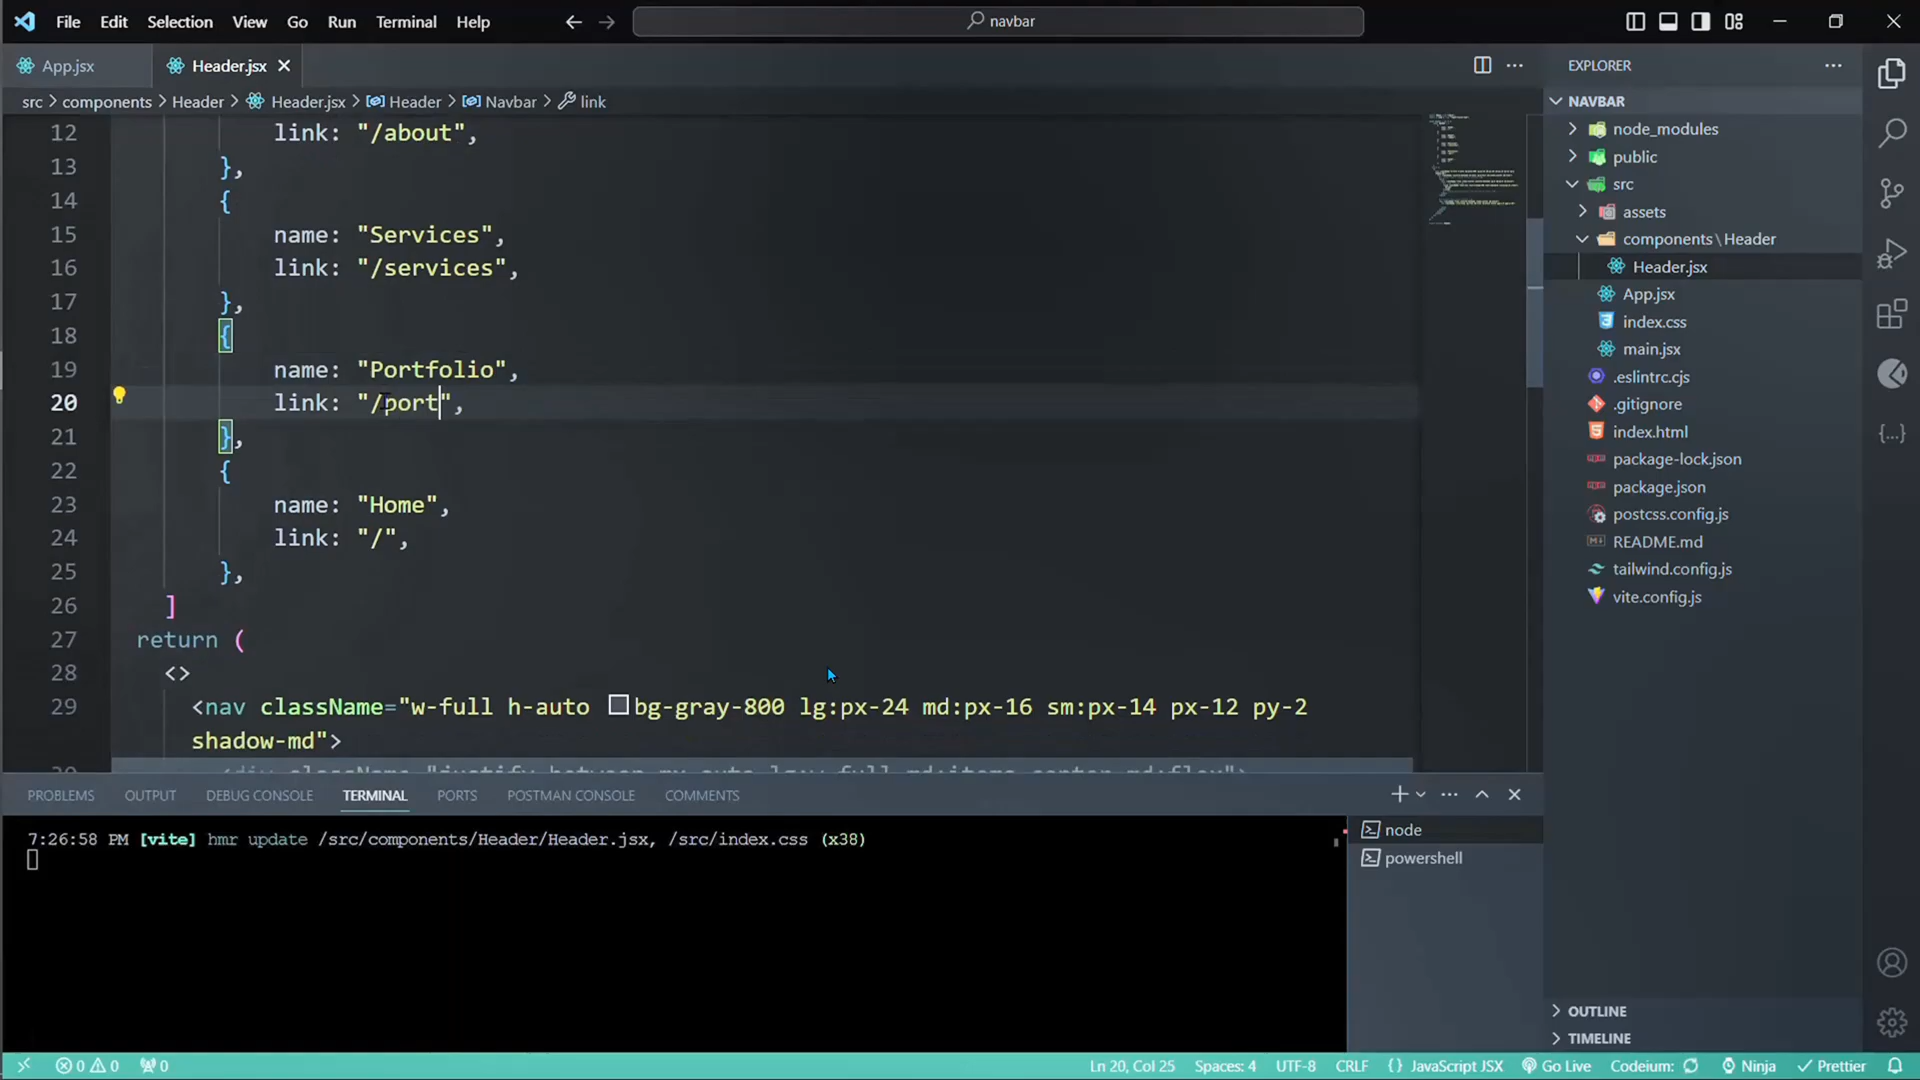 File Edit Selection View Go Run Terminal Help
navbar
App.jsx Header.jsx
src > components > Header > Header.jsx > Header > Navbar > link
12 link: "/about",
13 },
14 {
15 name: "Services",
16 link: "/services",
17 },
18 {
19 name: "Portfolio",
20 link: "/port",
21 },
22 {
23 name: "Home",
24 link: "/",
25 },
26 ]
27 return (
28 <>
29 <nav className="w-full h-auto bg-gray-800 lg:px-24 md:px-16 sm:px-14 px-12 py-2
shadow-md">
PROBLEMS OUTPUT DEBUG CONSOLE TERMINAL PORTS POSTMAN CONSOLE COMMENTS
7:26:58 PM [vite] hmr update /src/components/Header/Header.jsx, /src/index.css (x38)
node
powershell
EXPLORER
NAVBAR
node_modules
public
src
assets
components\Header
Header.jsx
App.jsx
index.css
main.jsx
.eslintrc.cjs
.gitignore
index.html
package-lock.json
package.json
postcss.config.js
README.md
tailwind.config.js
vite.config.js
OUTLINE
TIMELINE
0 0 0 Ln 20, Col 25 Spaces: 4 UTF-8 CRLF {} JavaScript JSX Go Live Codeium: Ninja Prettier